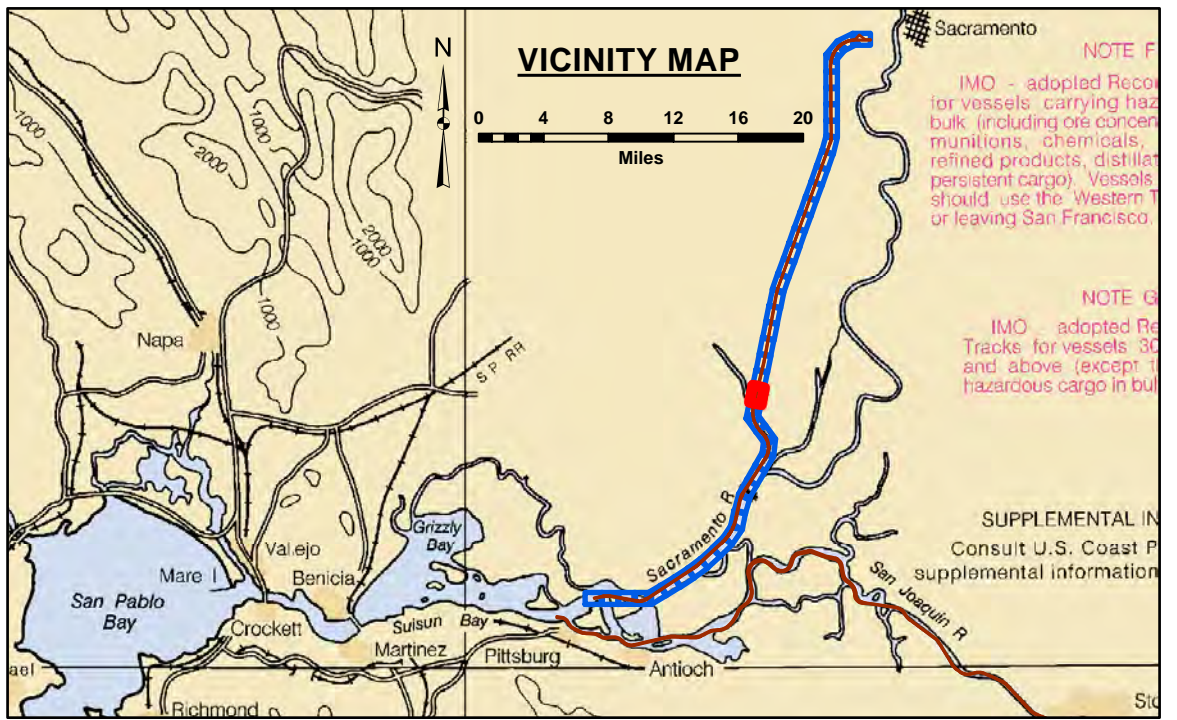 Sacramento
N
VICINITY MAP
NOTE F
IMO - adopted Recor
for vessels carrying haz
bulk (including ore concen
munitions, chemicals,
refined products, distillat
persistent cargo). Vessels
should use the Western T
or leaving San Francisco.
0 4 8 12 16 20
Miles
1000
2000
1000
1000
2000
1000
1000
NOTE G
IMO - adopted Re
Tracks for vessels 30
and above (except t
hazardous cargo in bul
Napa
S P RR
Sacramento R
Grizzly
Bay
SUPPLEMENTAL IN
Consult U.S. Coast P
supplemental information
Vallejo
Mare I
Benicia
San Pablo
Bay
Crockett
Suisun Bay
Martinez
Pittsburg
Antioch
San Joaquin R
ael
Richmond
Sto